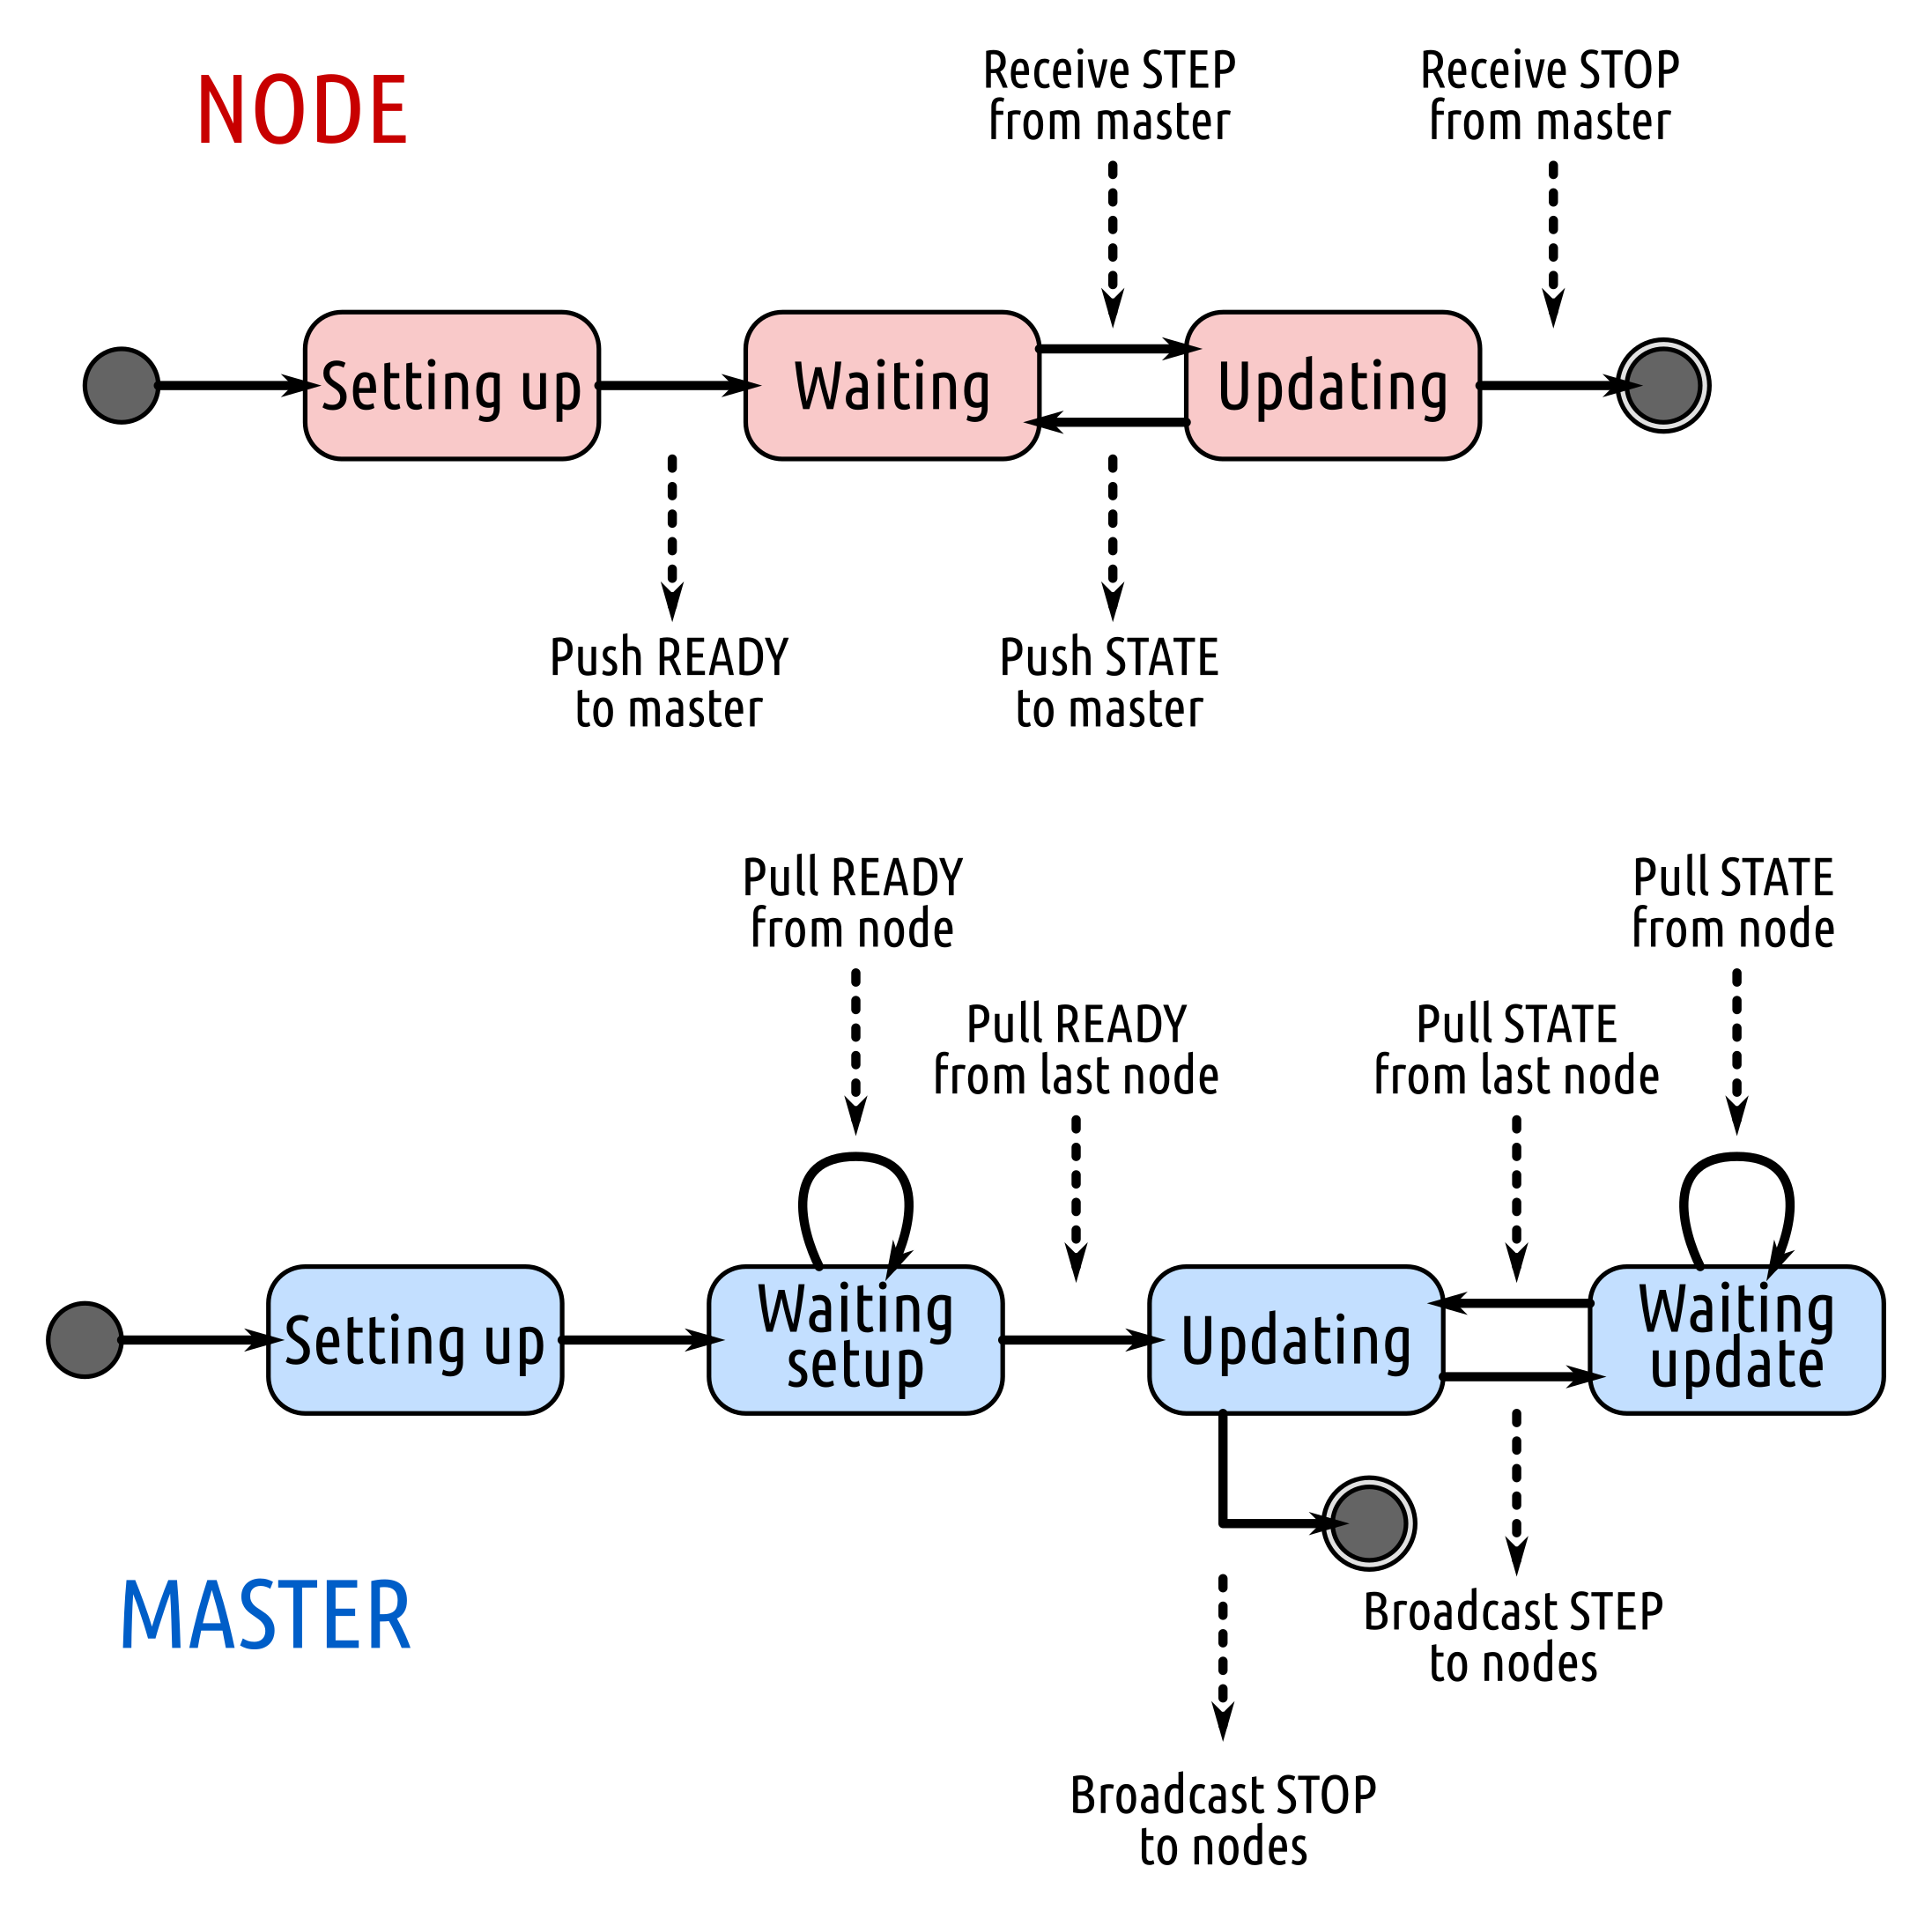 NODE
Receive STEP
from master
Receive STOP
from master
Setting up
Waiting
Updating
Push READY
to master
Push STATE
to master
Pull READY
from node
Pull STATE
from node
Pull READY
from last node
Pull STATE
from last node
Setting up
Waiting
setup
Updating
Waiting
update
MASTER
Broadcast STEP
to nodes
Broadcast STOP
to nodes